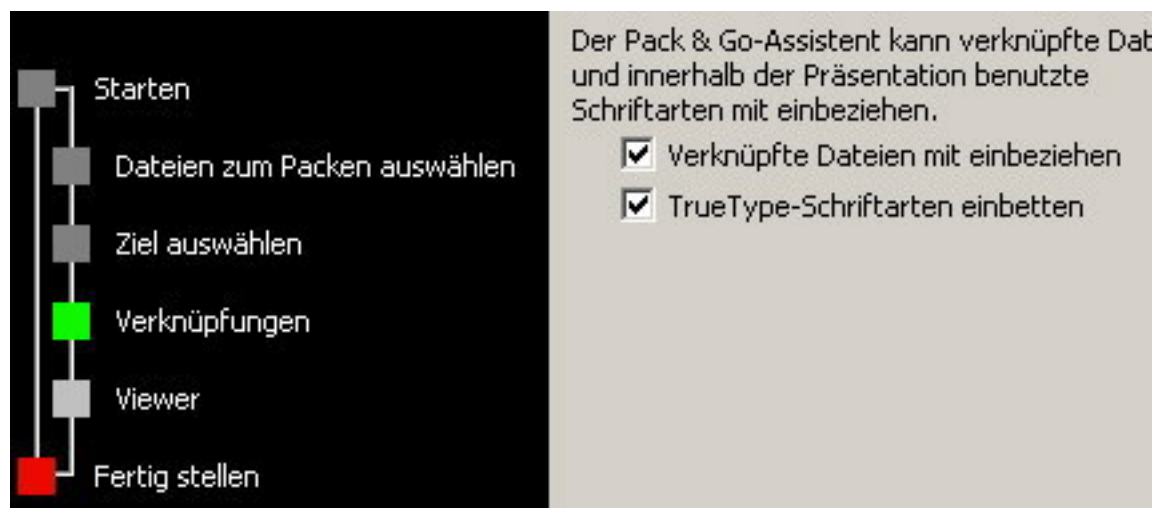 Starten
Dateien zum Packen auswählen
Ziel auswählen
Verknüpfungen
Viewer
Fertig stellen
Der Pack & Go-Assistent kann verknüpfte Dat
und innerhalb der Präsentation benutzte
Schriftarten mit einbeziehen.
Verknüpfte Dateien mit einbeziehen
TrueType-Schriftarten einbetten